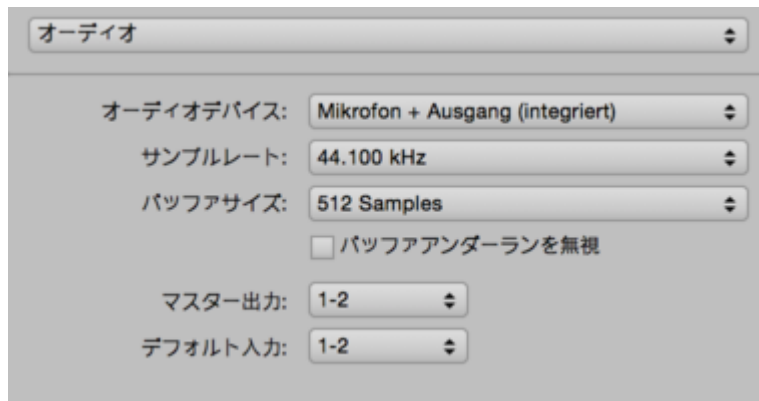 オーディオ
オーディオデバイス: Mikrofon + Ausgang (integriert)
サンプルレート: 44.100 kHz
バッファサイズ: 512 Samples
バッファアンダーランを無視
マスター出力: 1-2
デフォルト入力: 1-2